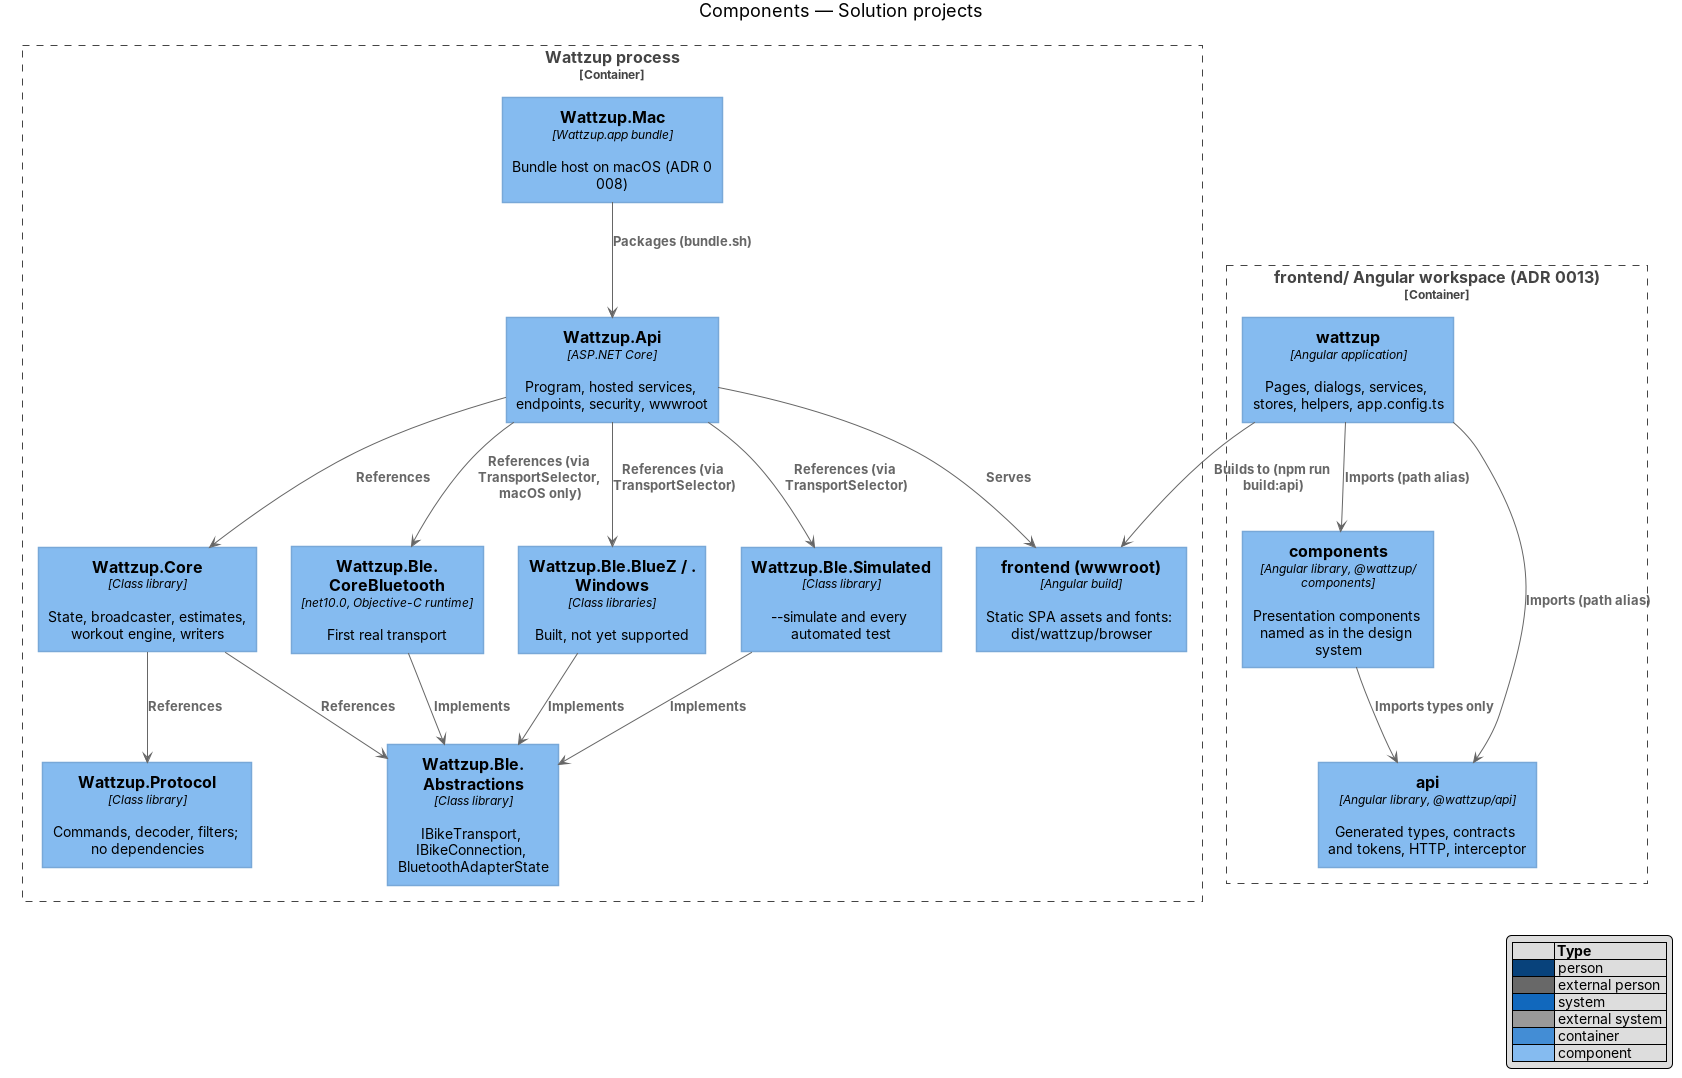 Components — Solution projects
Wattzup process
[Container]
Wattzup.Mac
[Wattzup.app bundle]
Bundle host on macOS (ADR 0
008)
Packages (bundle.sh)
frontend/ Angular workspace (ADR 0013)
[Container]
Wattzup.Api
[ASP.NET Core]
Program, hosted services,
endpoints, security, wwwroot
wattzup
[Angular application]
Pages, dialogs, services,
stores, helpers, app.config.ts
References
References (via
TransportSelector,
macOS only)
References (via
TransportSelector)
References (via
TransportSelector)
Serves
Builds to (npm run
build:api)
Imports (path alias)
Wattzup.Core
[Class library]
State, broadcaster, estimates,
workout engine, writers
Wattzup.Ble.
CoreBluetooth
[net10.0, Objective-C runtime]
First real transport
Wattzup.Ble.BlueZ / .
Windows
[Class libraries]
Built, not yet supported
Wattzup.Ble.Simulated
[Class library]
--simulate and every
automated test
frontend (wwwroot)
[Angular build]
Static SPA assets and fonts:
dist/wattzup/browser
components
[Angular library, @wattzup/
components]
Presentation components
named as in the design
system
Imports (path alias)
References
References
Implements
Implements
Implements
Imports types only
Wattzup.Protocol
[Class library]
Commands, decoder, filters;
no dependencies
Wattzup.Ble.
Abstractions
[Class library]
IBikeTransport,
IBikeConnection,
BluetoothAdapterState
api
[Angular library, @wattzup/api]
Generated types, contracts
and tokens, HTTP, interceptor
Type
person
external person
system
external system
container
component